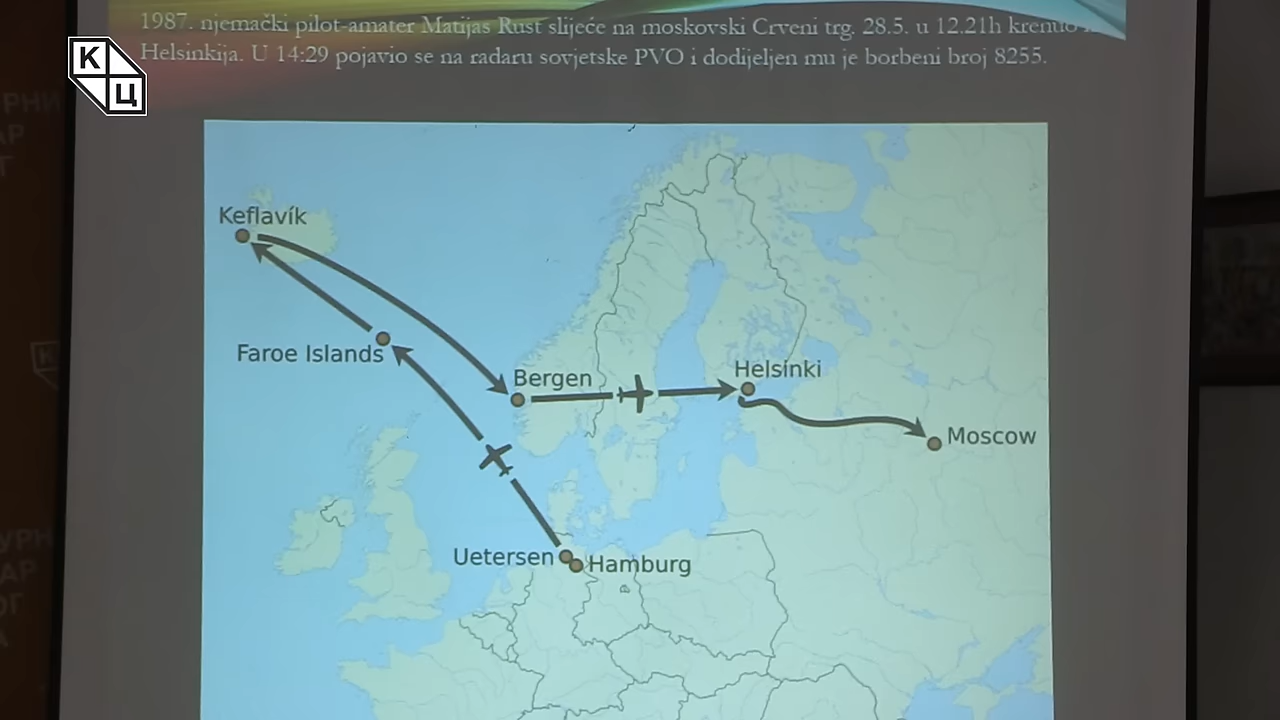 1987. njemački pilot-amater Matijas Rust slijeće na moskovski Crveni trg. 28.5. u 12.21h krenuo
Helsinkija. U 14:29 pojavio se na radaru sovjetske PVO i dodijeljen mu je borbeni broj 8255.
К
Ц
Keflavík
Faroe Islands
Bergen
Helsinki
Moscow
Uetersen
Hamburg